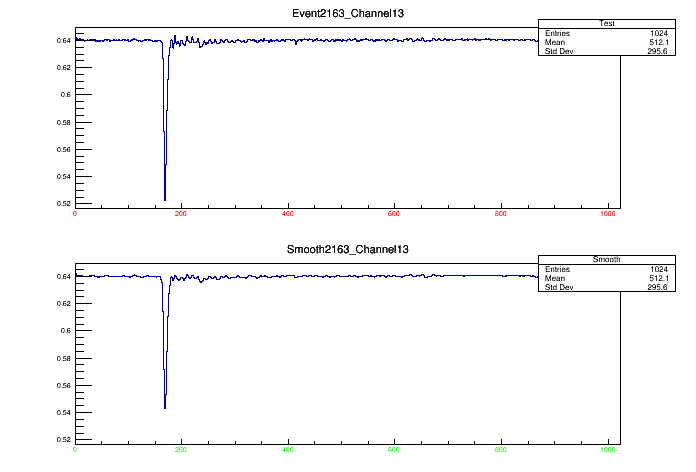 Event2163_Channel13
Test
Entries 1024
Mean 512.1
Std Dev 295.6
0.64
0.62
0.6
0.58
0.56
0.54
0.52
0 200 400 600 800 1000
Smooth2163_Channel13
Smooth
Entries 1024
Mean 512.1
Std Dev 295.6
0.64
0.62
0.6
0.58
0.56
0.54
0.52
0 200 400 600 800 1000